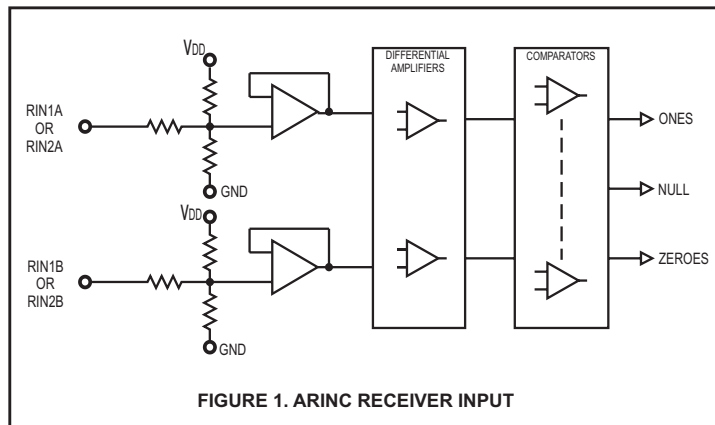 VDD
DIFFERENTIAL
AMPLIFIERS
COMPARATORS
RIN1A
OR
RIN2A
ONES
GND
NULL
VDD
RIN1B
OR
RIN2B
ZEROES
GND
FIGURE 1. ARINC RECEIVER INPUT